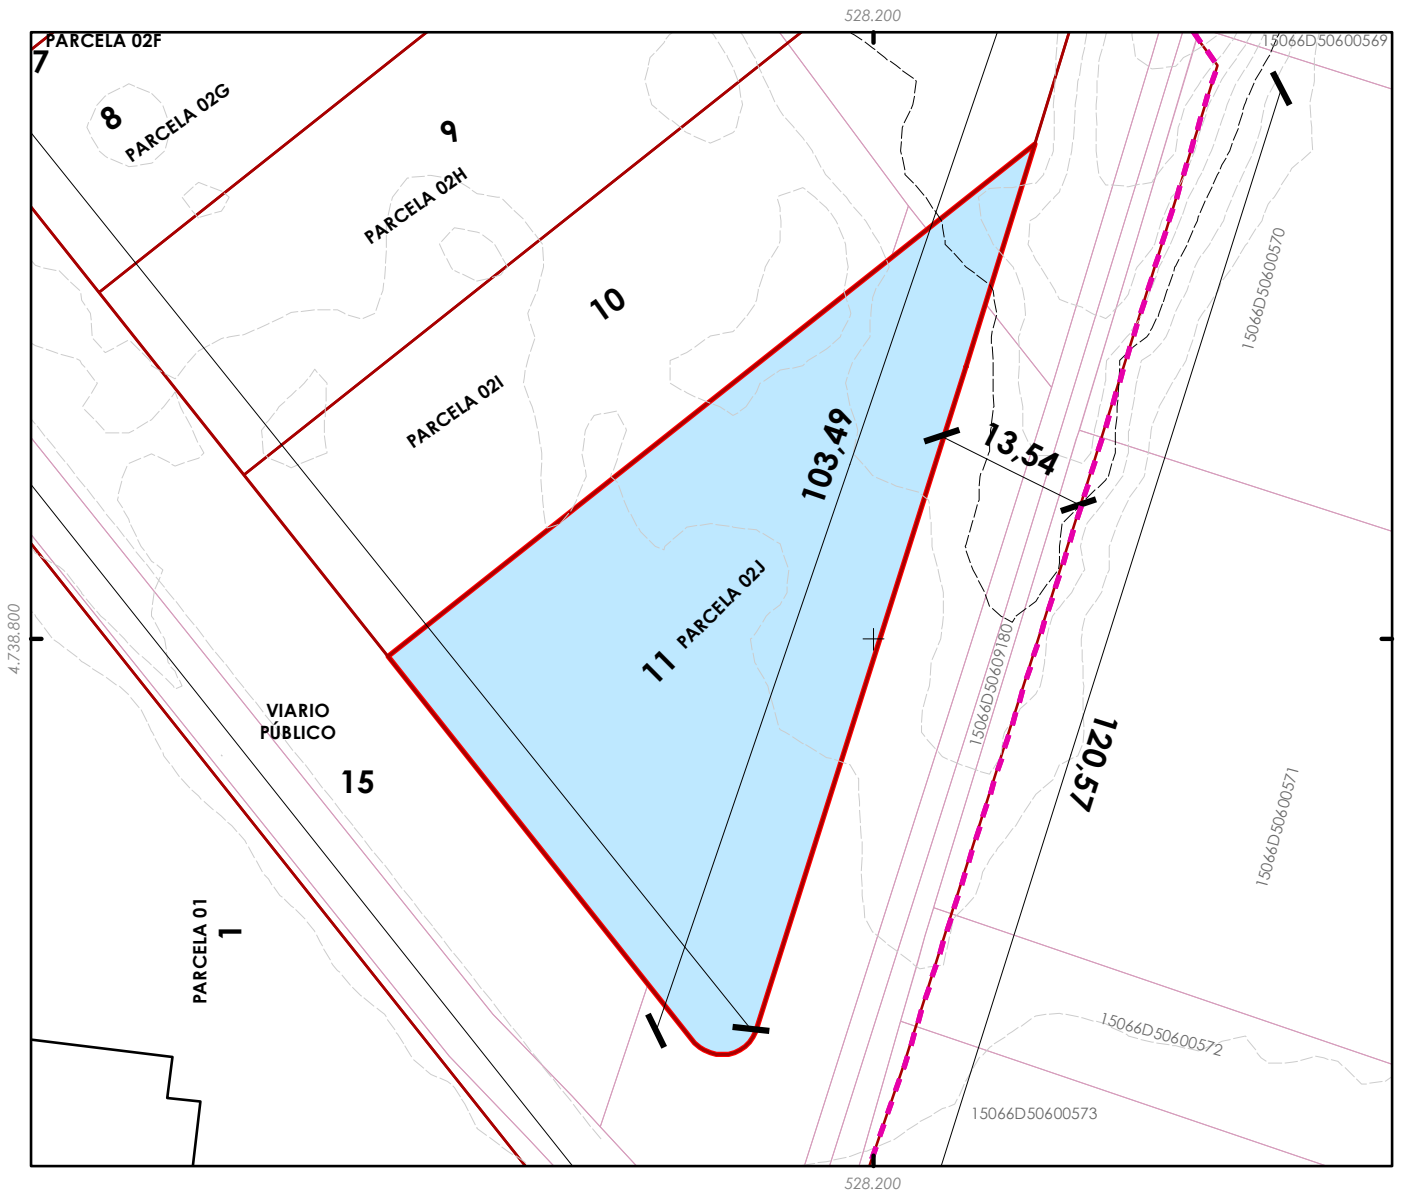 528.200
PARCELA 02F
7
15066D50600569
8
PARCELA 02G
9
PARCELA 02H
10
PARCELA 02I
15066D50600570
103,49
13,54
PARCELA 02J
11
4.738.800
15066D50609180
VIARIO
PÚBLICO
15
120,57
15066D50600571
PARCELA 01
1
15066D50600572
15066D50600573
528.200